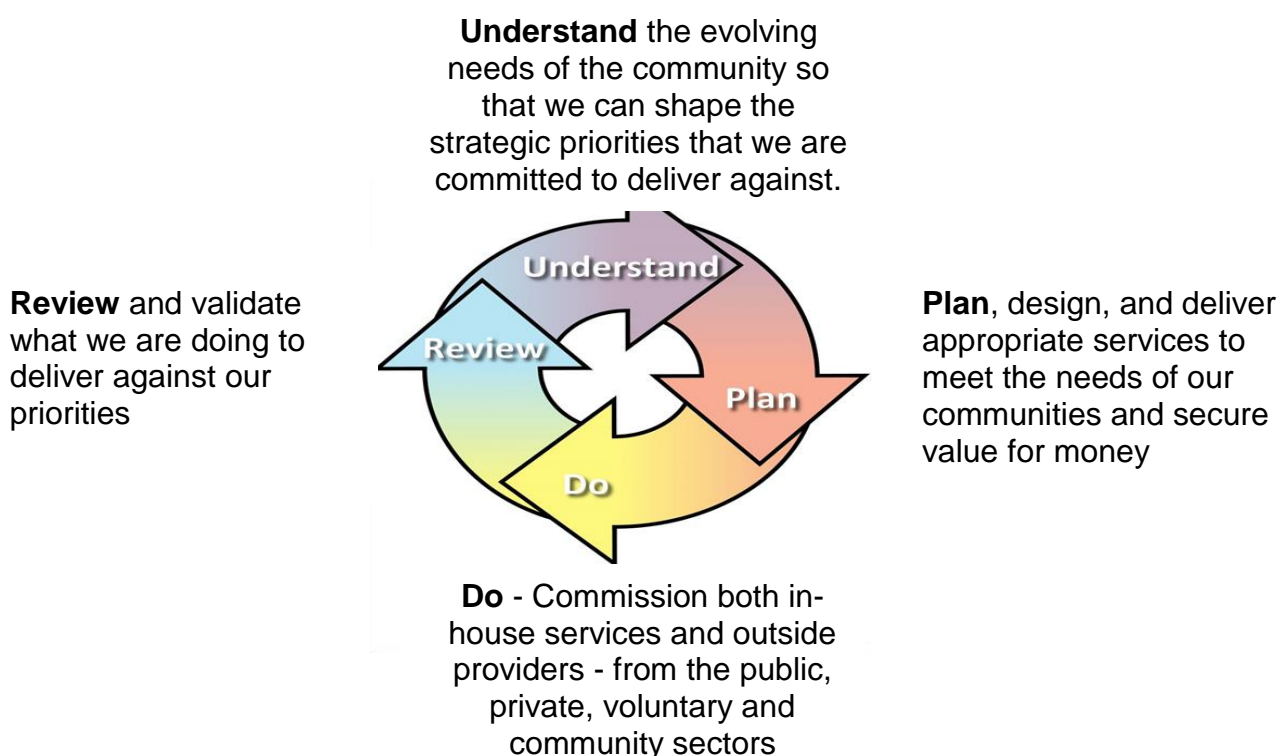 Understand the evolving
needs of the community so
that we can shape the
strategic priorities that we are
committed to deliver against.
Understand
Review and validate
what we are doing to
deliver against our
priorities
Review
Plan
Plan, design, and deliver
appropriate services to
meet the needs of our
communities and secure
value for money
Do
Do - Commission both in-
house services and outside
providers - from the public,
private, voluntary and
community sectors